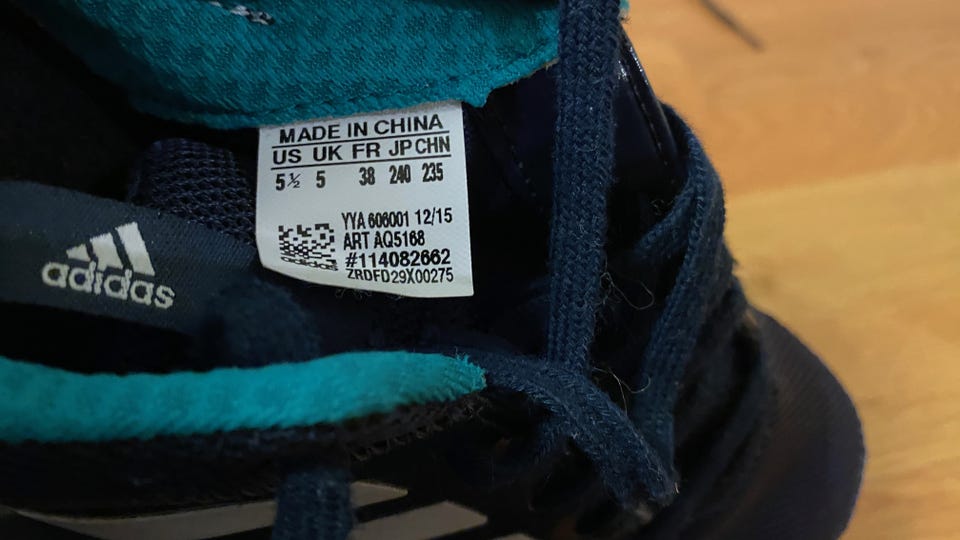 MADE IN CHINA
US UK FR JP CHN
5½ 5 38 240 235
YYA 606001 12/15
ART AQ5168
#114082662
ZRDFD29X00275
adidas